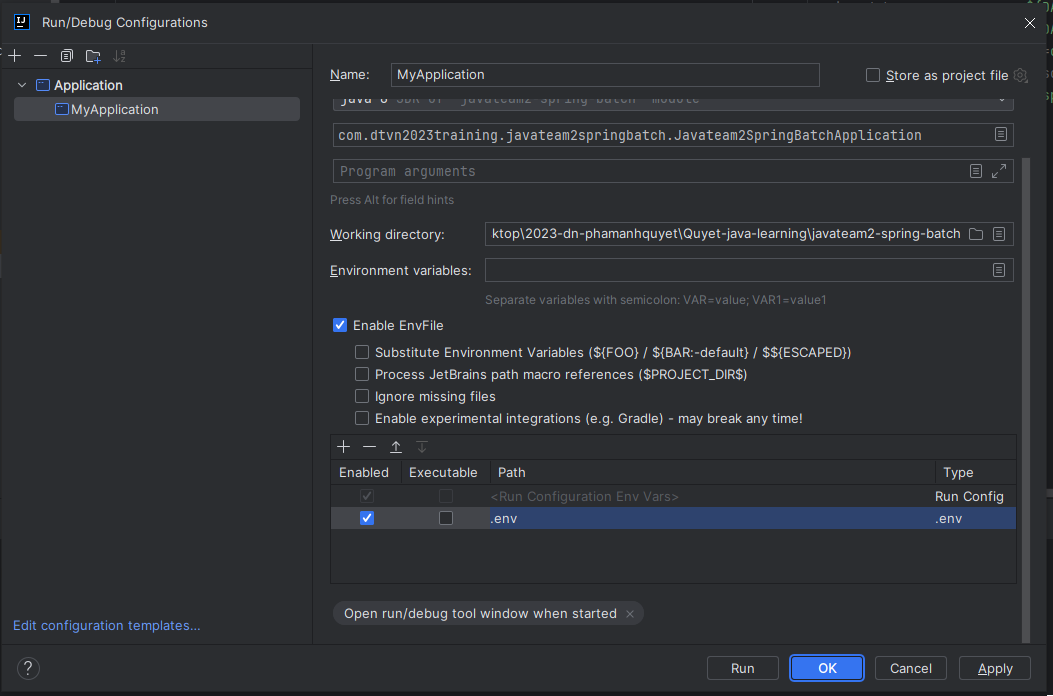 Run/Debug Configurations
Application
MyApplication
Name: MyApplication Store as project file
java 8 SDK of 'javateam2-spring-batch' module
com.dtvn2023training.javateam2springbatch.Javateam2SpringBatchApplication
Program arguments
Press Alt for field hints
Working directory: ktop\2023-dn-phamanhquyet\Quyet-java-learning\javateam2-spring-batch
Environment variables:
Separate variables with semicolon: VAR=value; VAR1=value1
Enable EnvFile
Substitute Environment Variables (${FOO} / ${BAR:-default} / $${ESCAPED})
Process JetBrains path macro references ($PROJECT_DIR$)
Ignore missing files
Enable experimental integrations (e.g. Gradle) - may break any time!
Enabled Executable Path Type
<Run Configuration Env Vars> Run Config
.env .env
Open run/debug tool window when started
Edit configuration templates...
? Run OK Cancel Apply